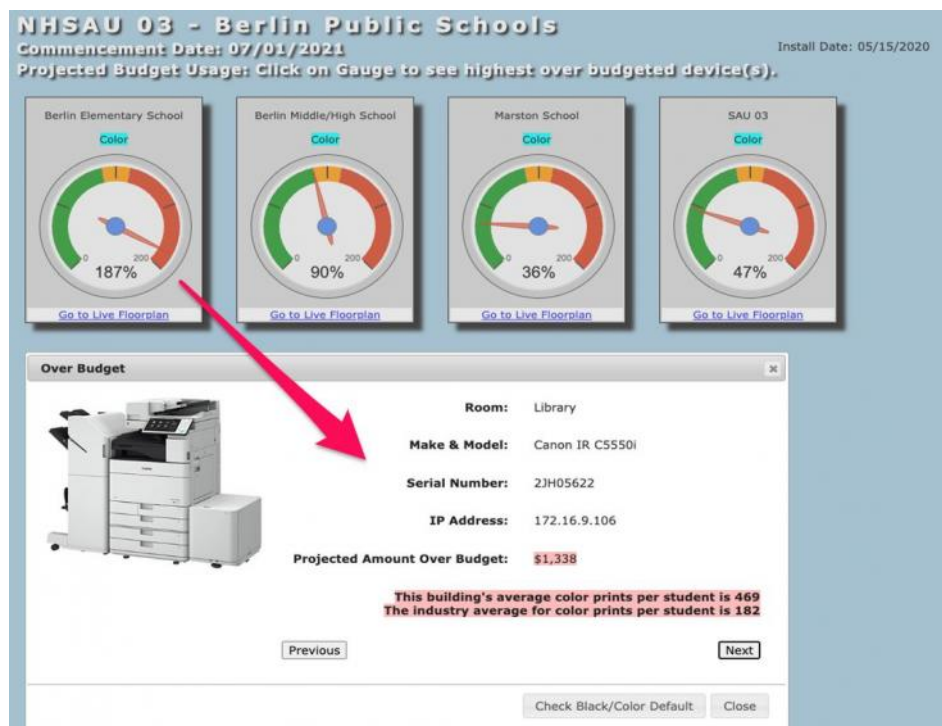 NHSAU 03 - Berlin Public Schools
Commencement Date: 07/01/2021
Install Date: 05/15/2020
Projected Budget Usage: Click on Gauge to see highest over budgeted device(s).
Berlin Elementary School
Color
0 200
187%
Go to Live Floorplan
Berlin Middle/High School
Color
0 200
90%
Go to Live Floorplan
Marston School
Color
0 200
36%
Go to Live Floorplan
SAU 03
Color
0 200
47%
Go to Live Floorplan
Over Budget
Room: Library
Make & Model: Canon IR C5550i
Serial Number: 2JH05622
IP Address: 172.16.9.106
Projected Amount Over Budget: $1,338
This building's average color prints per student is 469
The industry average for color prints per student is 182
Previous
Next
Check Black/Color Default
Close